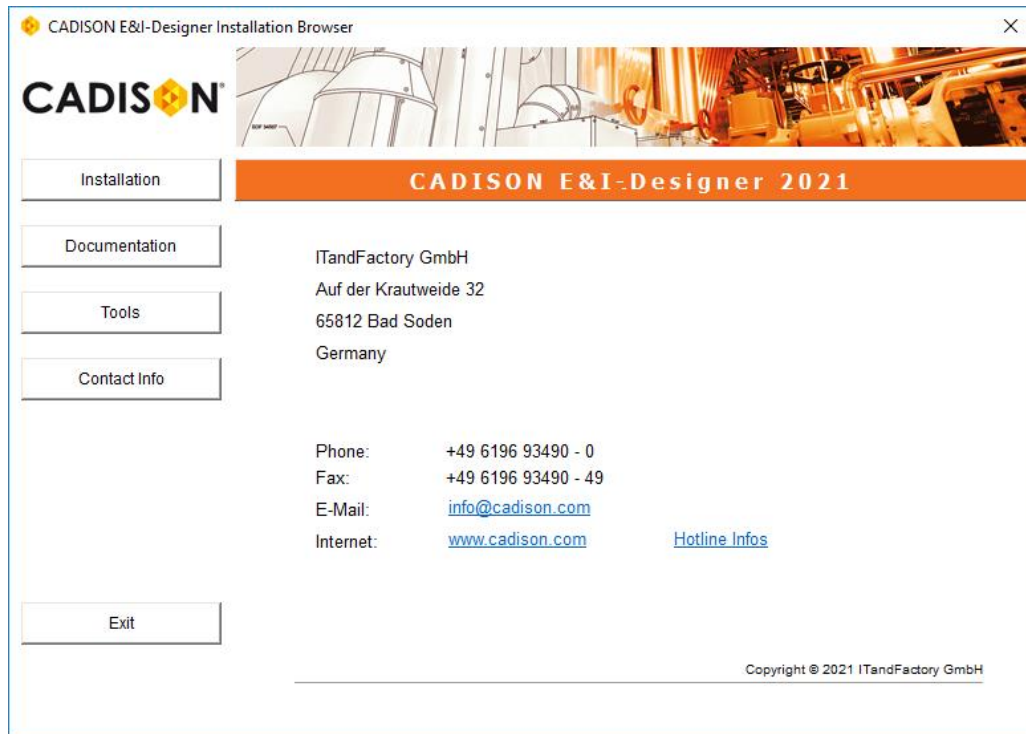 CADISON E&I-Designer Installation Browser
CADISON®
Installation
CADISON E&I-Designer 2021
Documentation
Tools
Contact Info
ITandFactory GmbH
Auf der Krautweide 32
65812 Bad Soden
Germany
Phone: +49 6196 93490 - 0
Fax: +49 6196 93490 - 49
E-Mail: info@cadison.com
Internet: www.cadison.com Hotline Infos
Exit
Copyright © 2021 ITandFactory GmbH